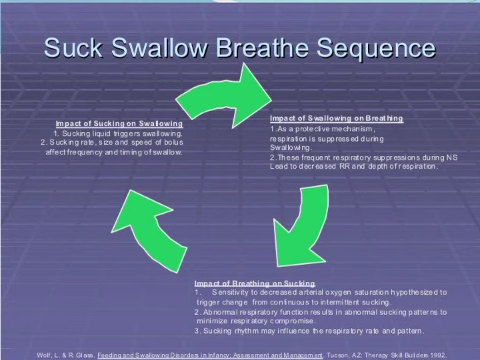 Suck Swallow Breathe Sequence
Impact of Sucking on Swallowing
1. Sucking liquid triggers swallowing.
2. Sucking rate, size and speed of bolus
affect frequency and timing of swallow.
Impact of Swallowing on Breathing
1.As a protective mechanism,
respiration is suppressed during
Swallowing.
2.These frequent respiratory suppressions during NS
Lead to decreased RR and depth of respiration.
Impact of Breathing on Sucking
1. Sensitivity to decreased arterial oxygen saturation hypothesized to
trigger change from continuous to intermittent sucking.
2. Abnormal respiratory function results in abnormal sucking patterns to
minimize respiratory compromise.
3. Sucking rhythm may influence the respiratory rate and pattern.
Wolf, L. & R. Glass. Feeding and Swallowing Disorders in Infancy: Assessment and Management. Tucson, AZ: Therapy Skill Builders 1992.